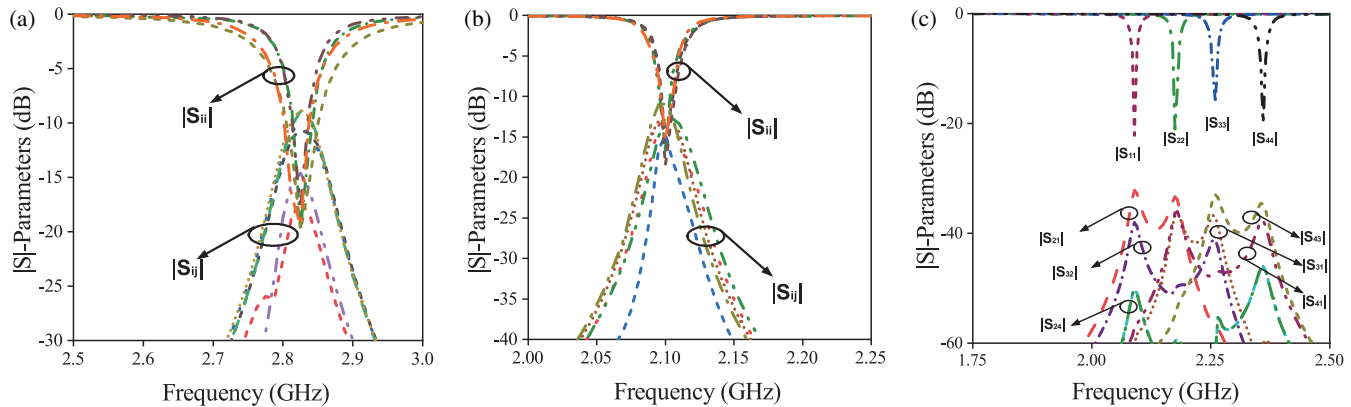 (a)
|S|-Parameters (dB)
0
-5
-10
-15
-20
-25
-30
|Sii|
|Sij|
2.5
2.6
2.7
2.8
2.9
3.0
Frequency (GHz)
(b)
|S|-Parameters (dB)
0
-5
-10
-15
-20
-25
-30
-35
-40
|Sii|
|Sij|
2.00
2.05
2.10
2.15
2.20
2.25
Frequency (GHz)
(c)
|S|-Parameters (dB)
0
-20
-40
-60
|S11|
|S22|
|S33|
|S44|
|S21|
|S32|
|S24|
|S43|
|S31|
|S41|
1.75
2.00
2.25
2.50
Frequency (GHz)